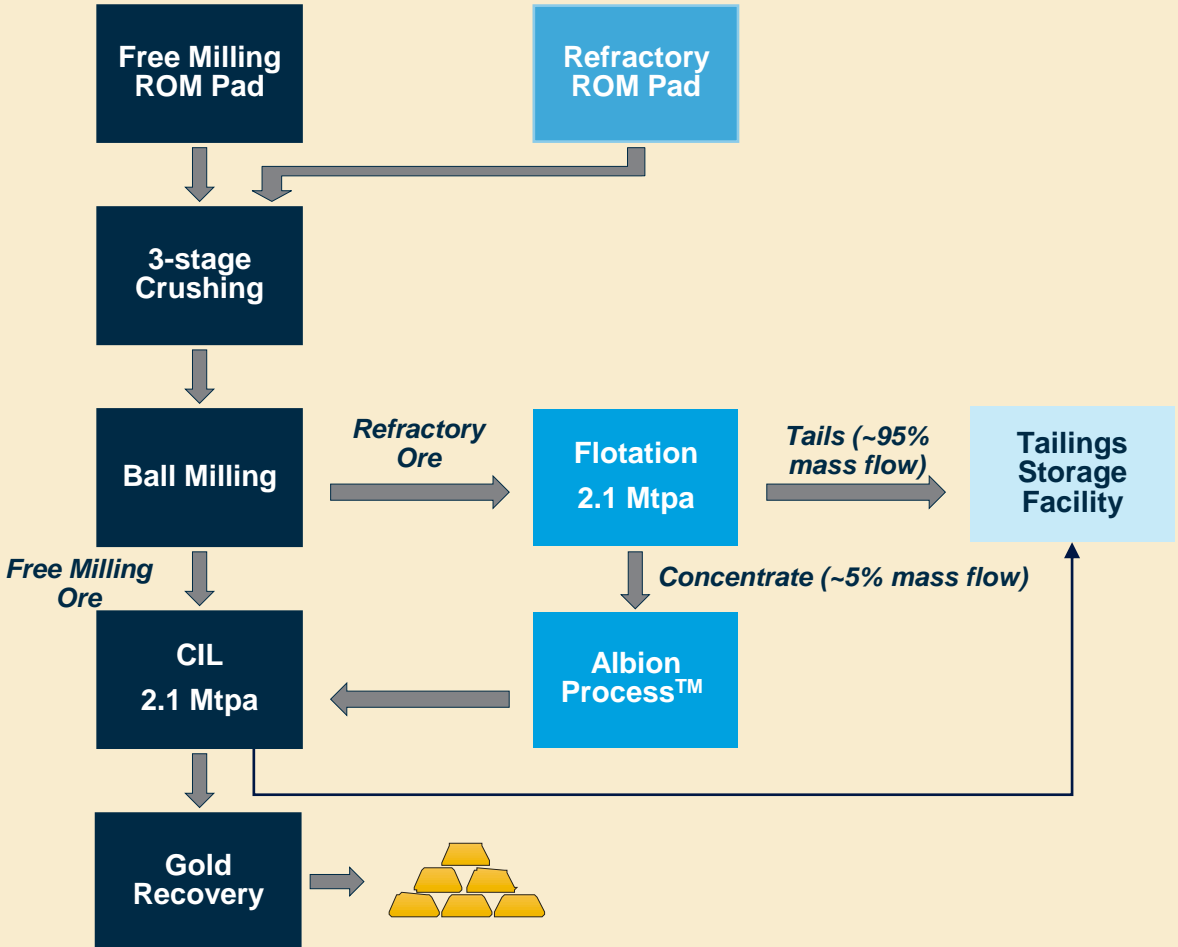 Free Milling
ROM Pad
Refractory
ROM Pad
3-stage
Crushing
Ball Milling
Refractory
Ore
Flotation
2.1 Mtpa
Tails (~95%
mass flow)
Tailings
Storage
Facility
Free Milling
Ore
Concentrate (~5% mass flow)
CIL
2.1 Mtpa
Albion
Process™
Gold
Recovery